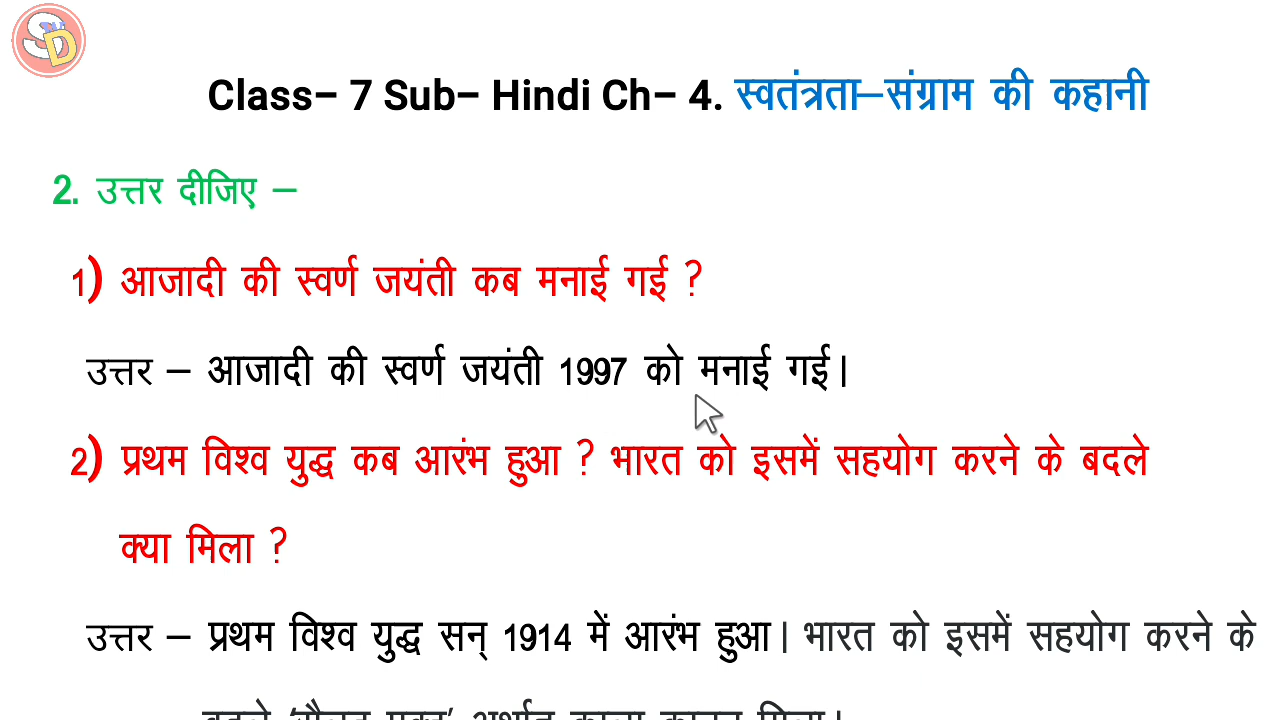 SD
Class– 7 Sub– Hindi Ch– 4. स्वतंत्रता–संग्राम की कहानी
2. उत्तर दीजिए –
1) आजादी की स्वर्ण जयंती कब मनाई गई ?
उत्तर – आजादी की स्वर्ण जयंती 1997 को मनाई गई।
2) प्रथम विश्व युद्ध कब आरंभ हुआ ? भारत को इसमें सहयोग करने के बदले
क्या मिला ?
उत्तर – प्रथम विश्व युद्ध सन् 1914 में आरंभ हुआ। भारत को इसमें सहयोग करने के
बदले